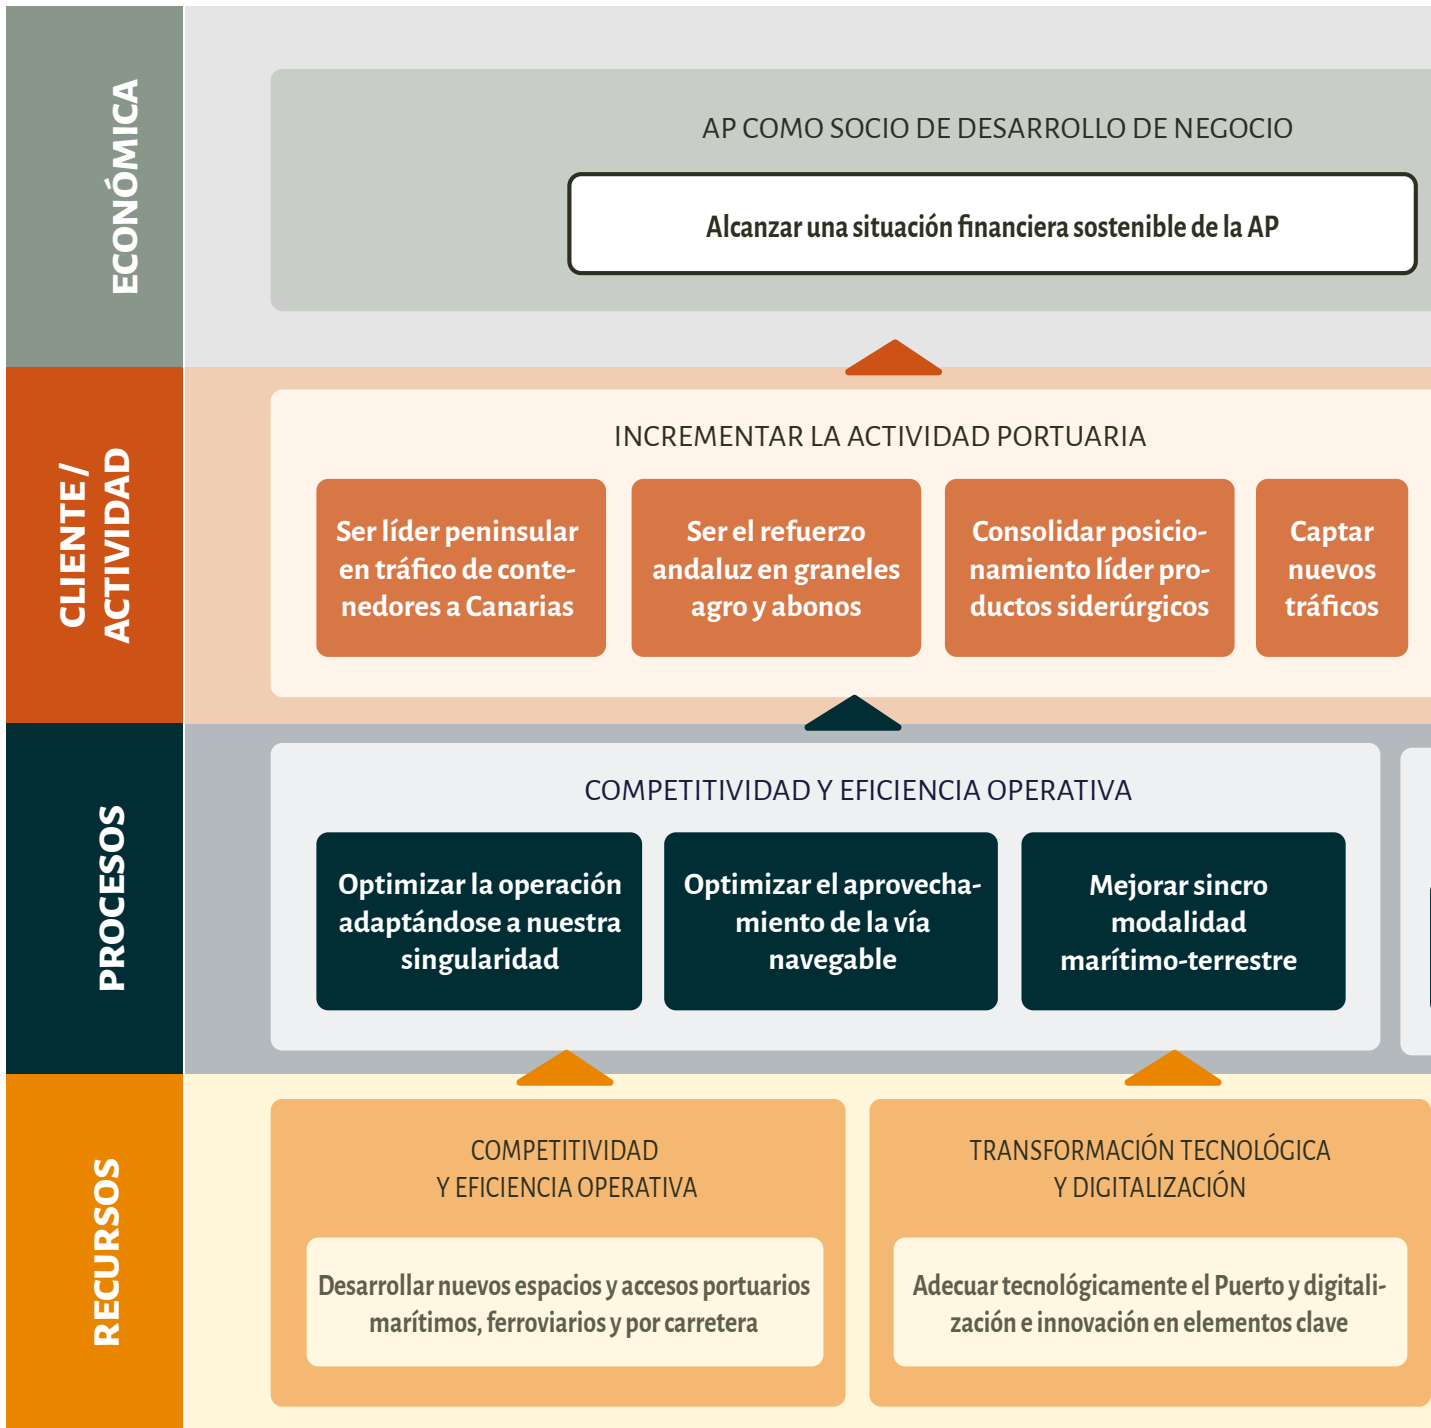 ECONÓMICA
AP COMO SOCIO DE DESARROLLO DE NEGOCIO
Alcanzar una situación financiera sostenible de la AP
CLIENTE /
ACTIVIDAD
INCREMENTAR LA ACTIVIDAD PORTUARIA
Ser líder peninsular
en tráfico de conte-
nedores a Canarias
Ser el refuerzo
andaluz en graneles
agro y abonos
Consolidar posicio-
namiento líder pro-
ductos siderúrgicos
Captar
nuevos
tráficos
PROCESOS
COMPETITIVIDAD Y EFICIENCIA OPERATIVA
Optimizar la operación
adaptándose a nuestra
singularidad
Optimizar el aprovecha-
miento de la vía
navegable
Mejorar sincro
modalidad
marítimo-terrestre
RECURSOS
COMPETITIVIDAD
Y EFICIENCIA OPERATIVA
Desarrollar nuevos espacios y accesos portuarios
marítimos, ferroviarios y por carretera
TRANSFORMACIÓN TECNOLÓGICA
Y DIGITALIZACIÓN
Adecuar tecnológicamente el Puerto y digitali-
zación e innovación en elementos clave